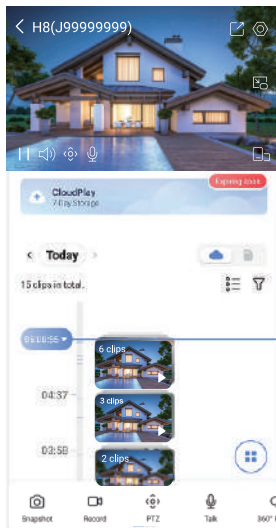 H8(J99999999)
Expiring soon
CloudPlay
7-Day Storage
Today
15 clips in total.
6 clips
04:37
3 clips
03:58
2 clips
Snapshot
Record
PTZ
Talk
360°